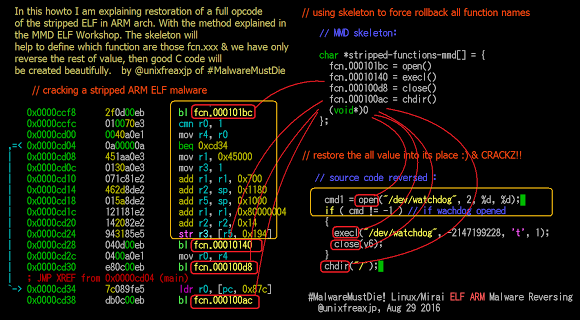 In this howto I am explaining restoration of a full opcode
of the stripped ELF in ARM arch. With the method explained in
the MMD ELF Workshop. The skeleton will
help to define which function are those fcn.xxx & we have only
reverse the rest of value, then good C code will
be created beautifully. by @unixfreaxjp of #MalwareMustDie
// cracking a stripped ARM ELF malware
0x0000ccf8 2f0d00eb bl fcn.000101bc
0x0000ccfc 010070e3 cmn r0, 1
0x0000cd00 0040a0e1 mov r4, r0
,=< 0x0000cd04 0a00000a beq 0xcd34
| 0x0000cd08 451aa0e3 mov r1, 0x45000
| 0x0000cd0c 0130a0e3 mov r3, 1
| 0x0000cd10 071c81e2 add r1, r1, 0x700
| 0x0000cd14 462d8de2 add r2, sp, 0x1180
| 0x0000cd18 015a8de2 add r5, sp, 0x1000
| 0x0000cd1c 121181e2 add r1, r1, 0x80000004
| 0x0000cd20 142082e2 add r2, r2, 0x14
| 0x0000cd24 943185e5 str r3, [r5, 0x194]
| 0x0000cd28 040d00eb bl fcn.00010140
| 0x0000cd2c 0400a0e1 mov r0, r4
| 0x0000cd30 e80c00eb bl fcn.000100d8
| ; JMP XREF from 0x0000cd04 (main)
`-> 0x0000cd34 7c089fe5 ldr r0, [pc, 0x87c]
0x0000cd38 db0c00eb bl fcn.000100ac
// using skeleton to force rollback all function names
// MMD skeleton:
char *stripped-functions-mmd[] = {
fcn.000101bc = open()
fcn.00010140 = execl()
fcn.000100d8 = close()
fcn.000100ac = chdir()
(void*)0
};
// restore the all value into its place :) & CRACKZ!!
// source code reversed :
cmd1 = open("/dev/watchdog", 2, %d, %d);
if ( cmd != -1 ) // if wachdog opened
{
execl("/dev/watchdog", -2147199228, 't', 1);
close(v6);
}
chdir("/");
#MalwareMustDie! Linux/Mirai ELF ARM Malware Reversing
@unixfreaxjp, Aug 29 2016